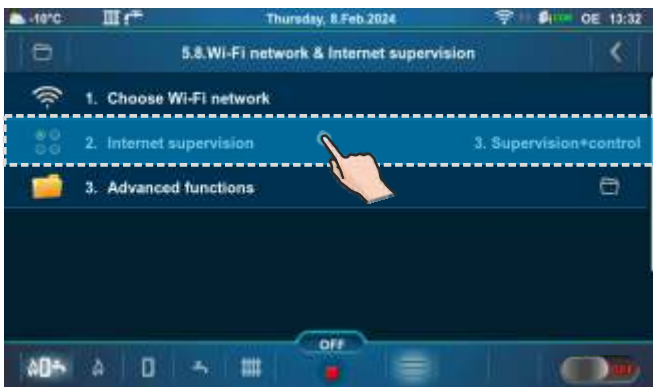 -10°C Thursday, 8.Feb.2024 OE 13:32
5.8.Wi-Fi network & Internet supervision
1. Choose Wi-Fi network
2. Internet supervision 3. Supervision+control
3. Advanced functions
OFF
OFF